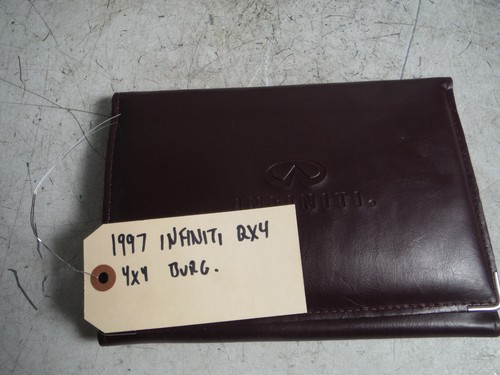 INFINITI.
1997 INFINITI QX4
4X4 BURG.